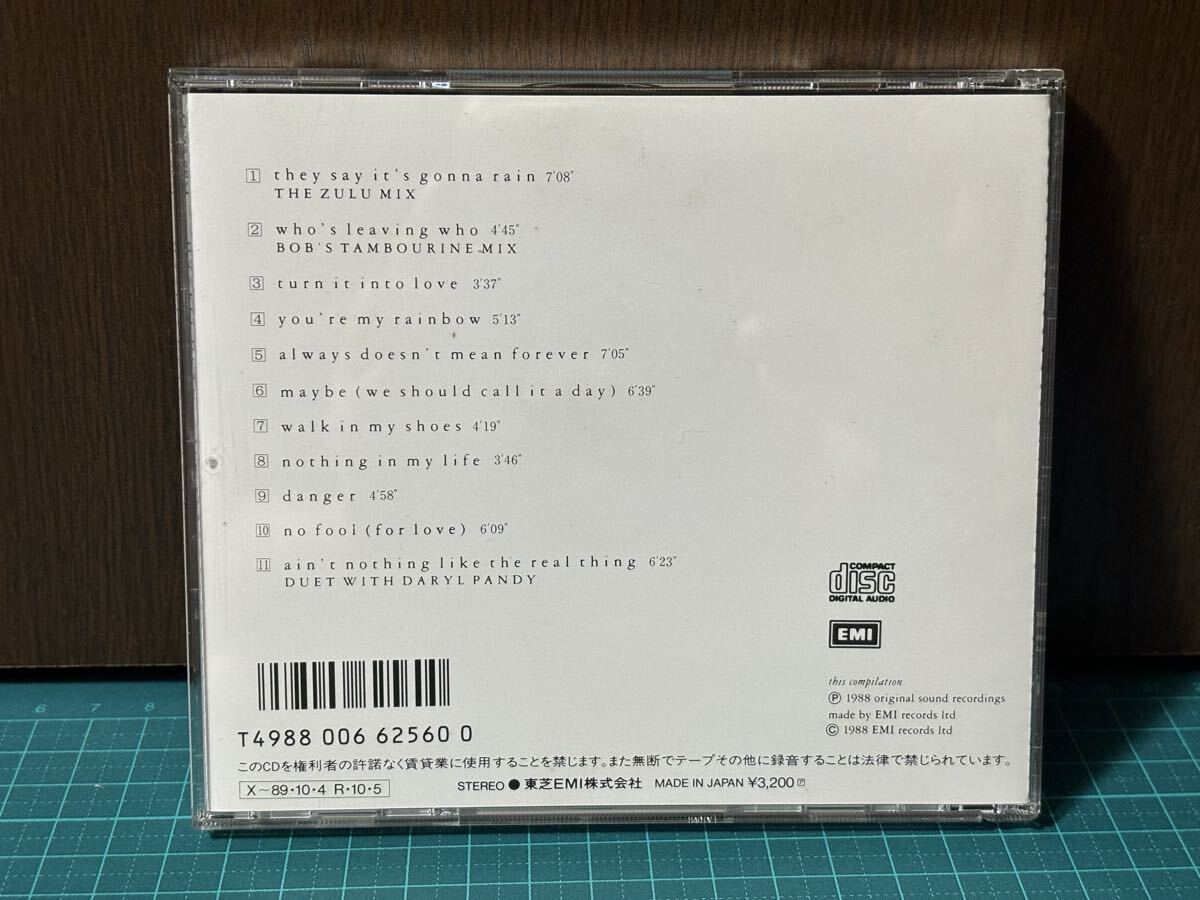 1 they say it's gonna rain 7'08"
THE ZULU MIX
2 who's leaving who 4'45"
BOB'S TAMBOURINE MIX
3 turn it into love 3'37"
4 you're my rainbow 5'13"
5 always doesn't mean forever 7'05"
6 maybe (we should call it a day) 6'39"
7 walk in my shoes 4'19"
8 nothing in my life 3'46"
9 danger 4'58"
10 no fool (for love) 6'09"
11 ain't nothing like the real thing 6'23"
DUET WITH DARYL PANDY
COMPACT
disc
DIGITAL AUDIO
EMI
this compilation
Ⓟ 1988 original sound recordings
made by EMI records ltd
© 1988 EMI records ltd
T4988 006 62560 0
このCDを権利者の許諾なく賃貸業に使用することを禁じます。また無断でテープその他に録音することは法律で禁じられています。
X〜89・10・4 R・10・5
STEREO ● 東芝EMI株式会社 MADE IN JAPAN ¥3,200
6 7 8